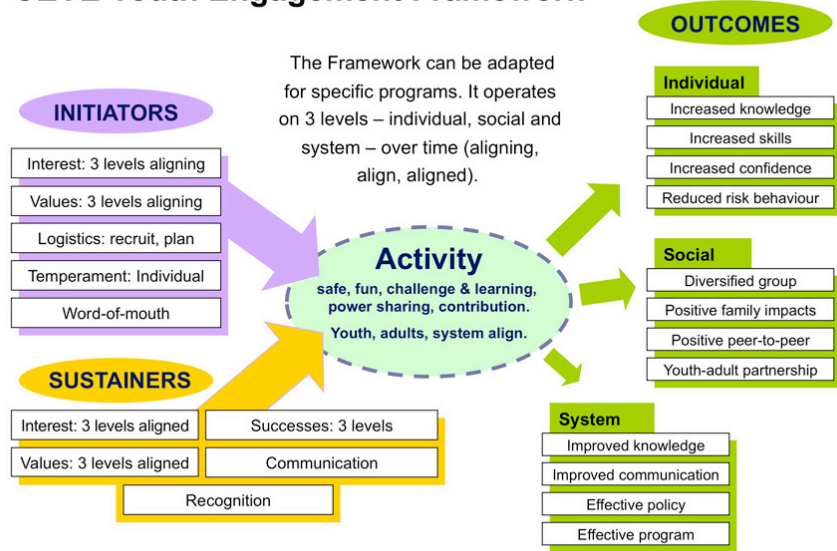 Youth Engagement Framework
OUTCOMES
The Framework can be adapted
for specific programs. It operates
on 3 levels – individual, social and
system – over time (aligning,
align, aligned).
INITIATORS
Interest: 3 levels aligning
Values: 3 levels aligning
Logistics: recruit, plan
Temperament: Individual
Word-of-mouth
Activity
safe, fun, challenge & learning,
power sharing, contribution.
Youth, adults, system align.
SUSTAINERS
Interest: 3 levels aligned
Successes: 3 levels
Values: 3 levels aligned
Communication
Recognition
Individual
Increased knowledge
Increased skills
Increased confidence
Reduced risk behaviour
Social
Diversified group
Positive family impacts
Positive peer-to-peer
Youth-adult partnership
System
Improved knowledge
Improved communication
Effective policy
Effective program